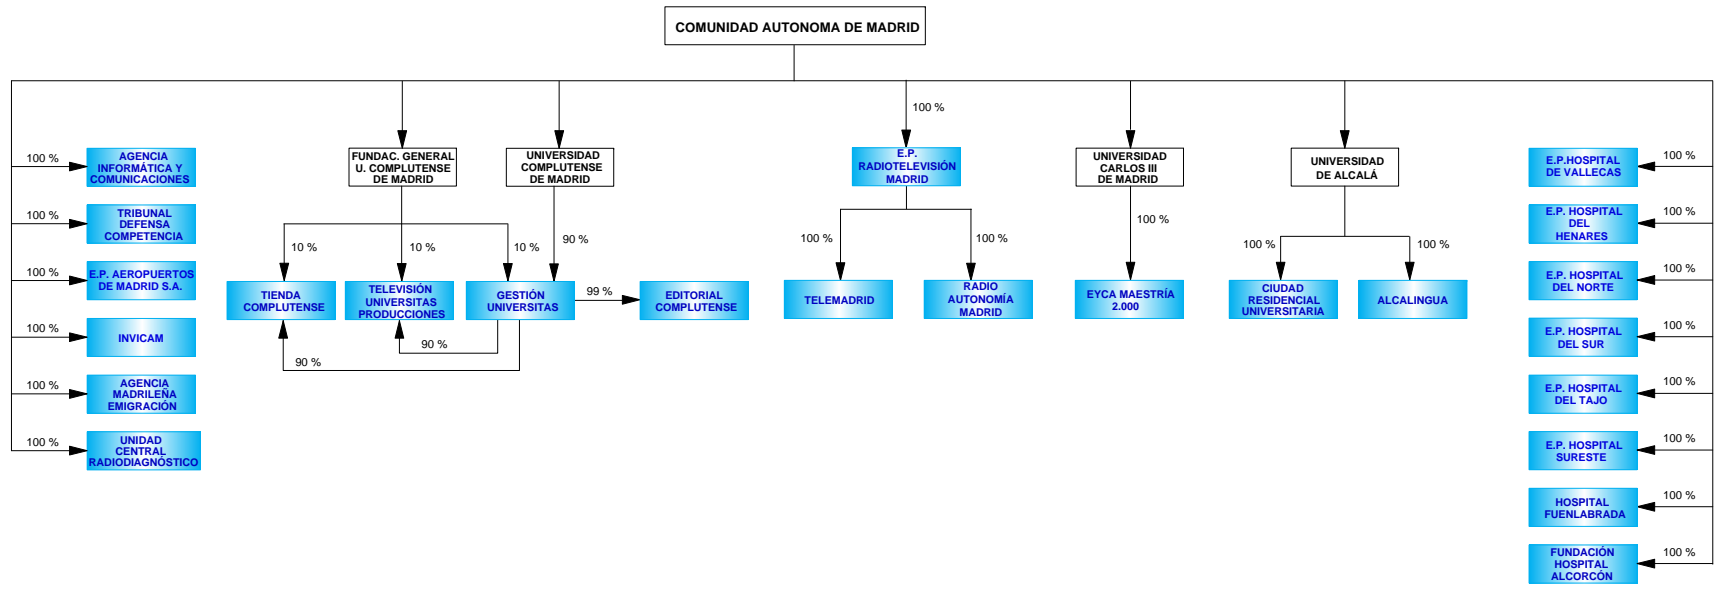 COMUNIDAD AUTONOMA DE MADRID
100 %
AGENCIA
INFORMÁTICA Y
COMUNICACIONES
100 %
TRIBUNAL
DEFENSA
COMPETENCIA
100 %
E.P. AEROPUERTOS
DE MADRID S.A.
100 %
INVICAM
100 %
AGENCIA
MADRILEÑA
EMIGRACIÓN
100 %
UNIDAD
CENTRAL
RADIODIAGNÓSTICO
FUNDAC. GENERAL
U. COMPLUTENSE
DE MADRID
UNIVERSIDAD
COMPLUTENSE
DE MADRID
10 %
10 %
10 %
90 %
TIENDA
COMPLUTENSE
TELEVISIÓN
UNIVERSITAS
PRODUCCIONES
GESTIÓN
UNIVERSITAS
99 %
EDITORIAL
COMPLUTENSE
90 %
90 %
100 %
E.P.
RADIOTELEVISIÓN
MADRID
100 %
100 %
TELEMADRID
RADIO
AUTONOMÍA
MADRID
UNIVERSIDAD
CARLOS III
DE MADRID
100 %
EYCA MAESTRÍA
2.000
UNIVERSIDAD
DE ALCALÁ
100 %
100 %
CIUDAD
RESIDENCIAL
UNIVERSITARIA
ALCALINGUA
E.P.HOSPITAL
DE VALLECAS
100 %
E.P. HOSPITAL
DEL
HENARES
100 %
E.P. HOSPITAL
DEL NORTE
100 %
E.P. HOSPITAL
DEL SUR
100 %
E.P. HOSPITAL
DEL TAJO
100 %
E.P. HOSPITAL
SURESTE
100 %
HOSPITAL
FUENLABRADA
100 %
FUNDACIÓN
HOSPITAL
ALCORCÓN
100 %